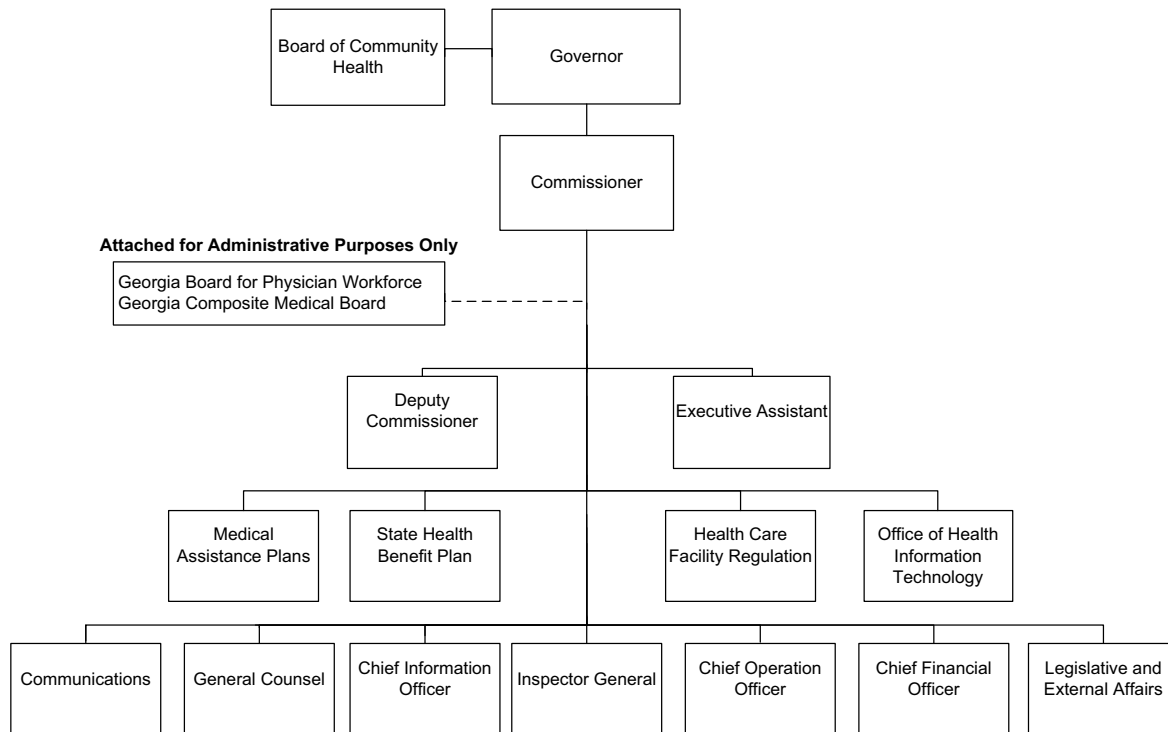 Board of Community
Health
Governor
Commissioner
Attached for Administrative Purposes Only
Georgia Board for Physician Workforce
Georgia Composite Medical Board
Deputy
Commissioner
Executive Assistant
Medical
Assistance Plans
State Health
Benefit Plan
Health Care
Facility Regulation
Office of Health
Information
Technology
Communications
General Counsel
Chief Information
Officer
Inspector General
Chief Operation
Officer
Chief Financial
Officer
Legislative and
External Affairs